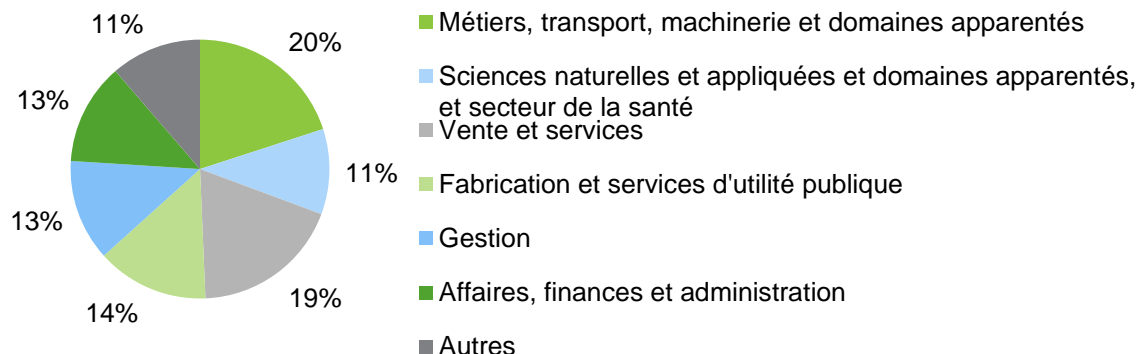 11%
20%
13%
11%
13%
14%
19%
Métiers, transport, machinerie et domaines apparentés
Sciences naturelles et appliquées et domaines apparentés,
et secteur de la santé
Vente et services
Fabrication et services d'utilité publique
Gestion
Affaires, finances et administration
Autres